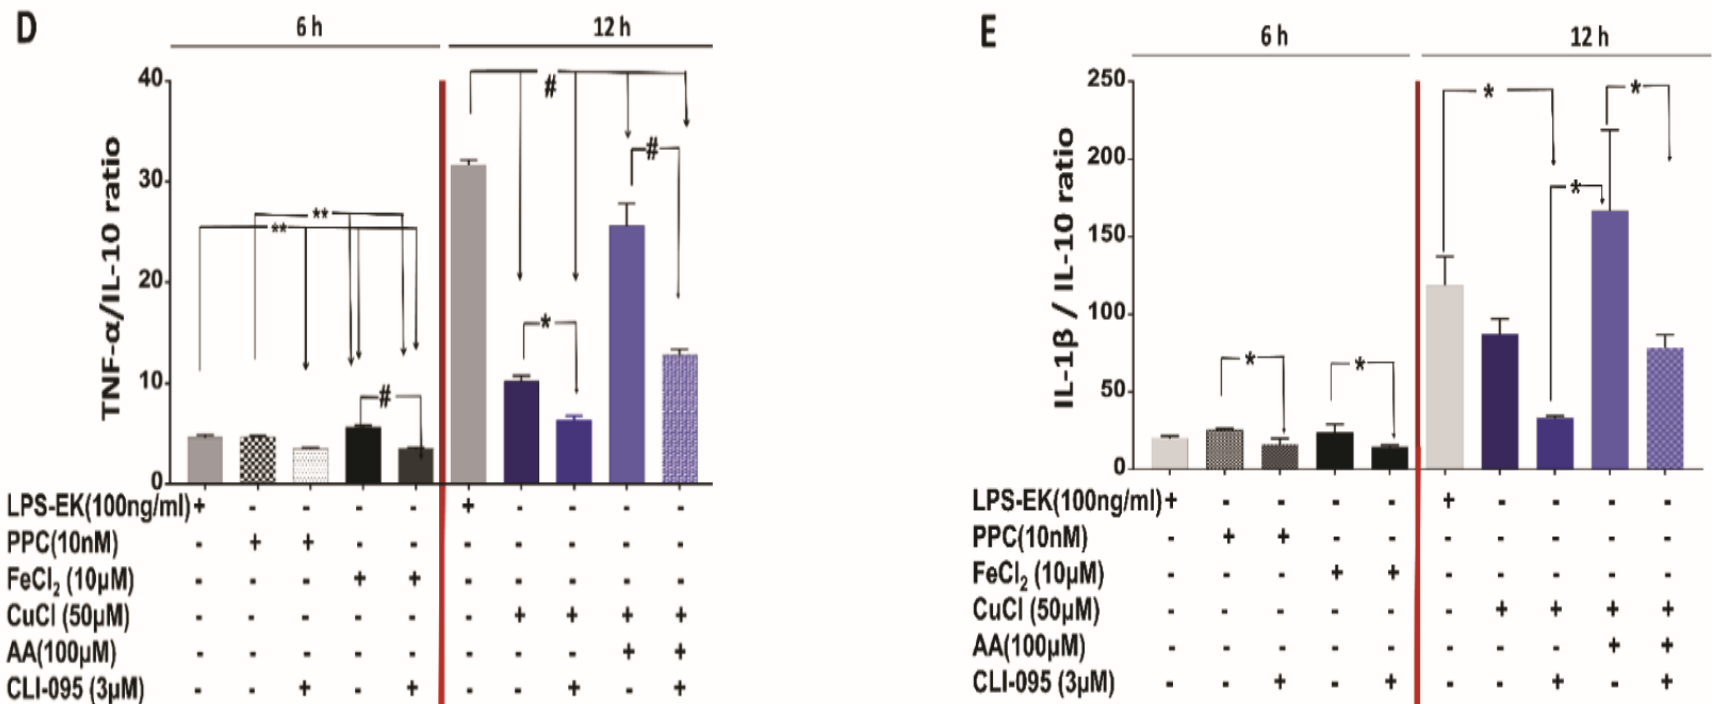 D
6 h
12 h
TNF-α/IL-10 ratio
40
30
20
10
0
#
#
**
**
*
#
LPS-EK(100ng/ml) + - - - - + - - - -
PPC(10nM) - + + - - - - - - -
FeCl₂ (10µM) - - - + + - - - - -
CuCl (50µM) - - - - - - + + + +
AA(100µM) - - - - - - - - + +
CLI-095 (3µM) - - + - + - - + - +
E
6 h
12 h
IL-1β / IL-10 ratio
250
200
150
100
50
0
*
*
*
*
*
LPS-EK(100ng/ml) + - - - - + - - - -
PPC(10nM) - + + - - - - - - -
FeCl₂ (10µM) - - - + + - - - - -
CuCl (50µM) - - - - - - + + + +
AA(100µM) - - - - - - - - + +
CLI-095 (3µM) - - + - + - - + - +